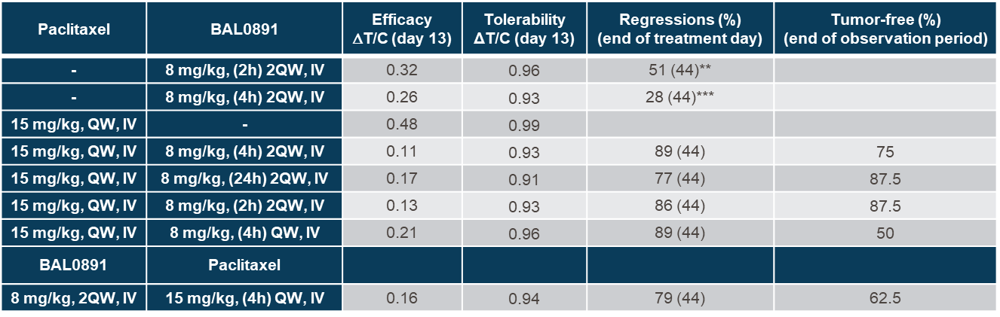 Paclitaxel BAL0891 Efficacy ΔT/C (day 13) Tolerability ΔT/C (day 13) Regressions (%) (end of treatment day) Tumor-free (%) (end of observation period)
- 8 mg/kg, (2h) 2QW, IV 0.32 0.96 51 (44)**
- 8 mg/kg, (4h) 2QW, IV 0.26 0.93 28 (44)***
15 mg/kg, QW, IV - 0.48 0.99
15 mg/kg, QW, IV 8 mg/kg, (4h) 2QW, IV 0.11 0.93 89 (44) 75
15 mg/kg, QW, IV 8 mg/kg, (24h) 2QW, IV 0.17 0.91 77 (44) 87.5
15 mg/kg, QW, IV 8 mg/kg, (2h) 2QW, IV 0.13 0.93 86 (44) 87.5
15 mg/kg, QW, IV 8 mg/kg, (4h) QW, IV 0.21 0.96 89 (44) 50
BAL0891 Paclitaxel
8 mg/kg, 2QW, IV 15 mg/kg, (4h) QW, IV 0.16 0.94 79 (44) 62.5